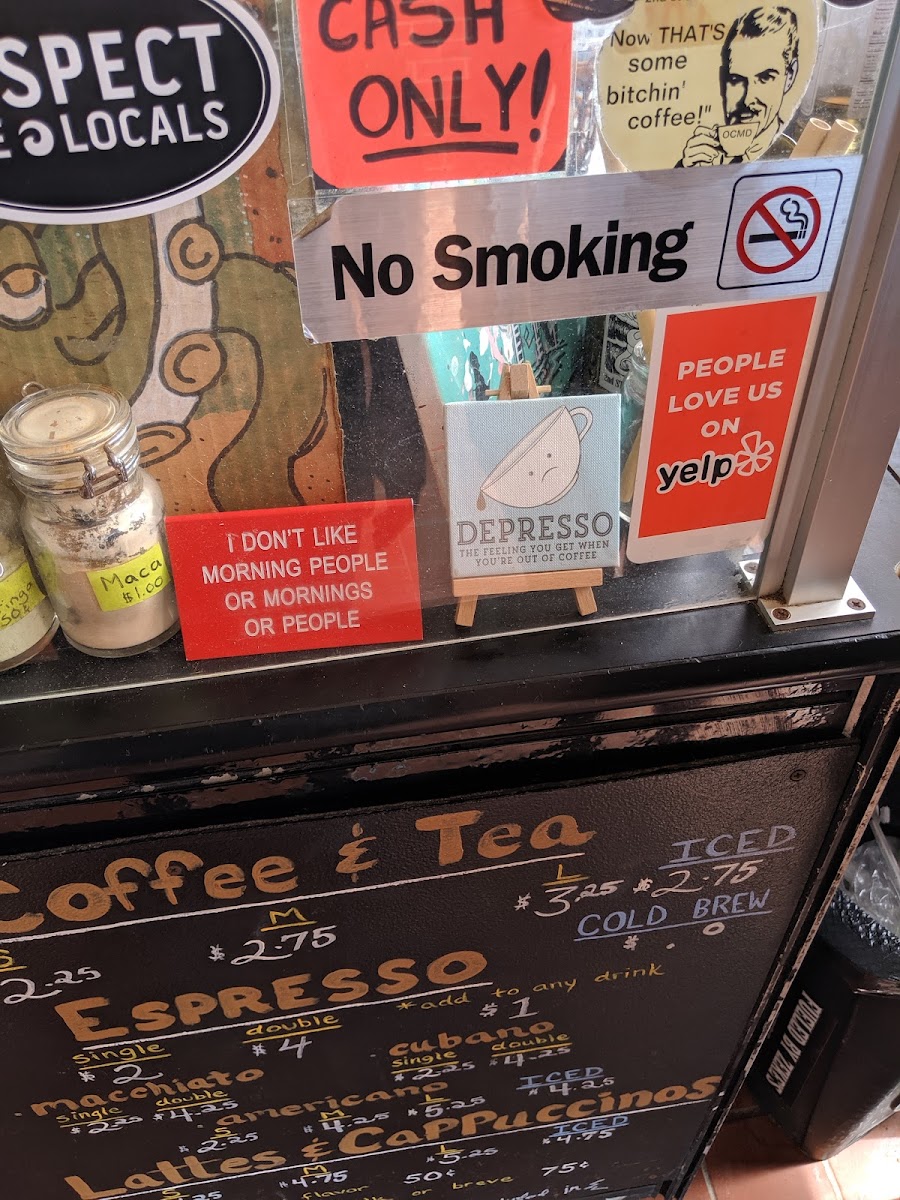 SPECT
LOCALS
CASH
ONLY!
Now THAT'S
some
bitchin'
coffee!"
OCMD
No Smoking
PEOPLE
LOVE US
ON
yelp
Maca
$1.00
I DON'T LIKE
MORNING PEOPLE
OR MORNINGS
OR PEOPLE
DEPRESSO
THE FEELING YOU GET WHEN
YOU'RE OUT OF COFFEE
Coffee & Tea
S
2.25
M
$2.75
L
$3.25
ICED
$2.75
COLD BREW
$ . 0
ESPRESSO
*add to any drink
$1
single
$2
double
$4
cubano
single double
$2.25 $4.25
macchiato
single double
$2.25 $4.25
americano
S M L ICED
$2.25 $4.25 $5.25 $4.25
Lattes & Cappuccinos
S M L ICED
$4.75 $5.25 $4.75
flavor 50¢
or breve 75¢